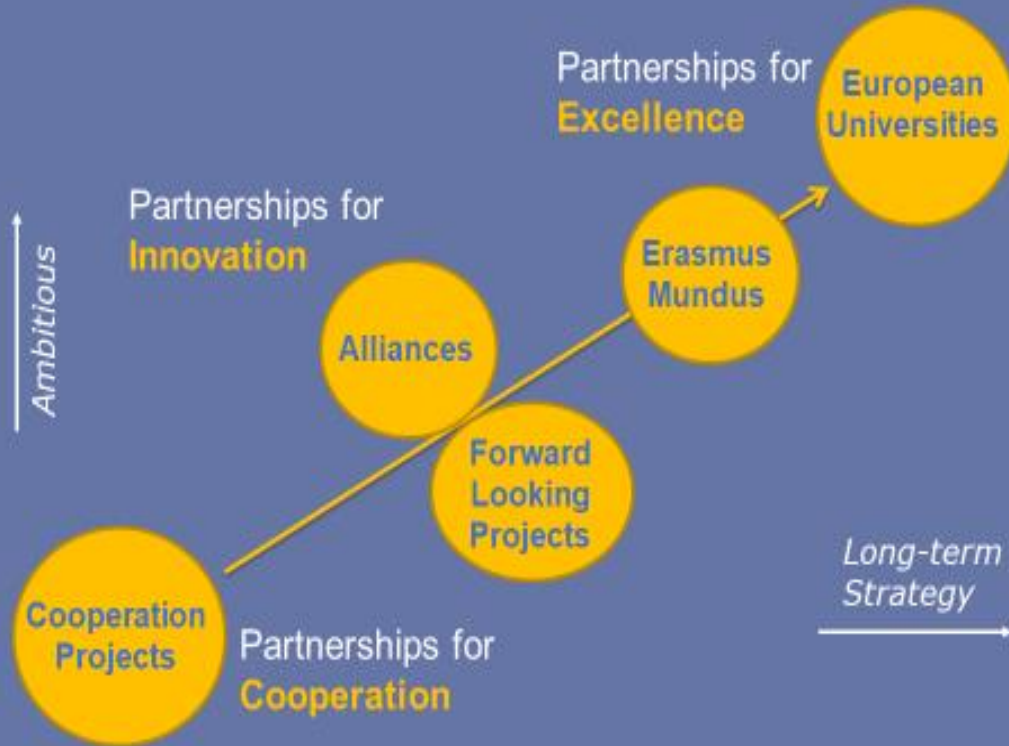 Partnerships for
Excellence
European
Universities
Partnerships for
Innovation
Erasmus
Mundus
Ambitious
Alliances
Forward
Looking
Projects
Long-term
Strategy
Cooperation
Projects
Partnerships for
Cooperation